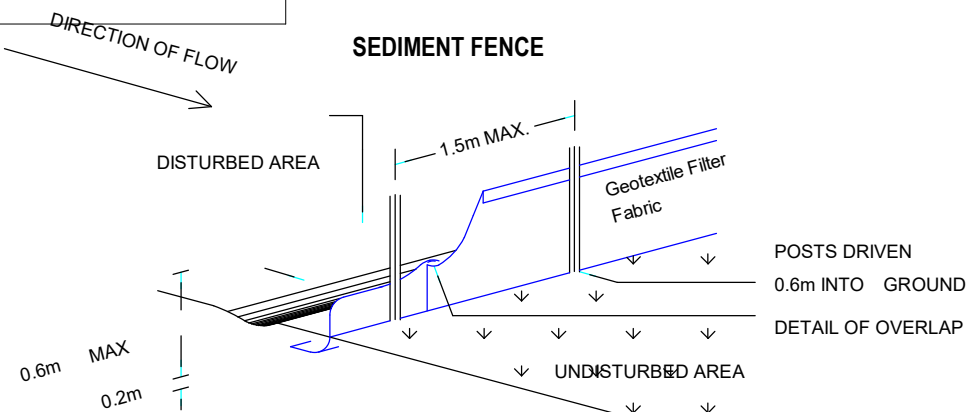 DIRECTION OF FLOW
SEDIMENT FENCE
1.5m MAX.
DISTURBED AREA
Geotextile Filter
Fabric
POSTS DRIVEN
0.6m INTO GROUND
DETAIL OF OVERLAP
0.6m MAX
UNDISTURBED AREA
0.2m